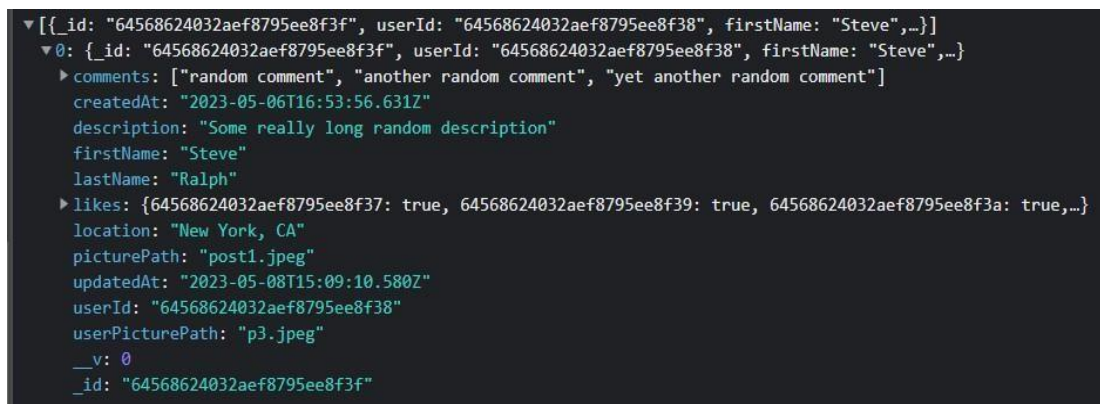 ▼[{_id: "64568624032aef8795ee8f3f", userId: "64568624032aef8795ee8f38", firstName: "Steve",…}]
▼0: {_id: "64568624032aef8795ee8f3f", userId: "64568624032aef8795ee8f38", firstName: "Steve",…}
▶comments: ["random comment", "another random comment", "yet another random comment"]
createdAt: "2023-05-06T16:53:56.631Z"
description: "Some really long random description"
firstName: "Steve"
lastName: "Ralph"
▶likes: {64568624032aef8795ee8f37: true, 64568624032aef8795ee8f39: true, 64568624032aef8795ee8f3a: true,…}
location: "New York, CA"
picturePath: "post1.jpeg"
updatedAt: "2023-05-08T15:09:10.580Z"
userId: "64568624032aef8795ee8f38"
userPicturePath: "p3.jpeg"
__v: 0
_id: "64568624032aef8795ee8f3f"